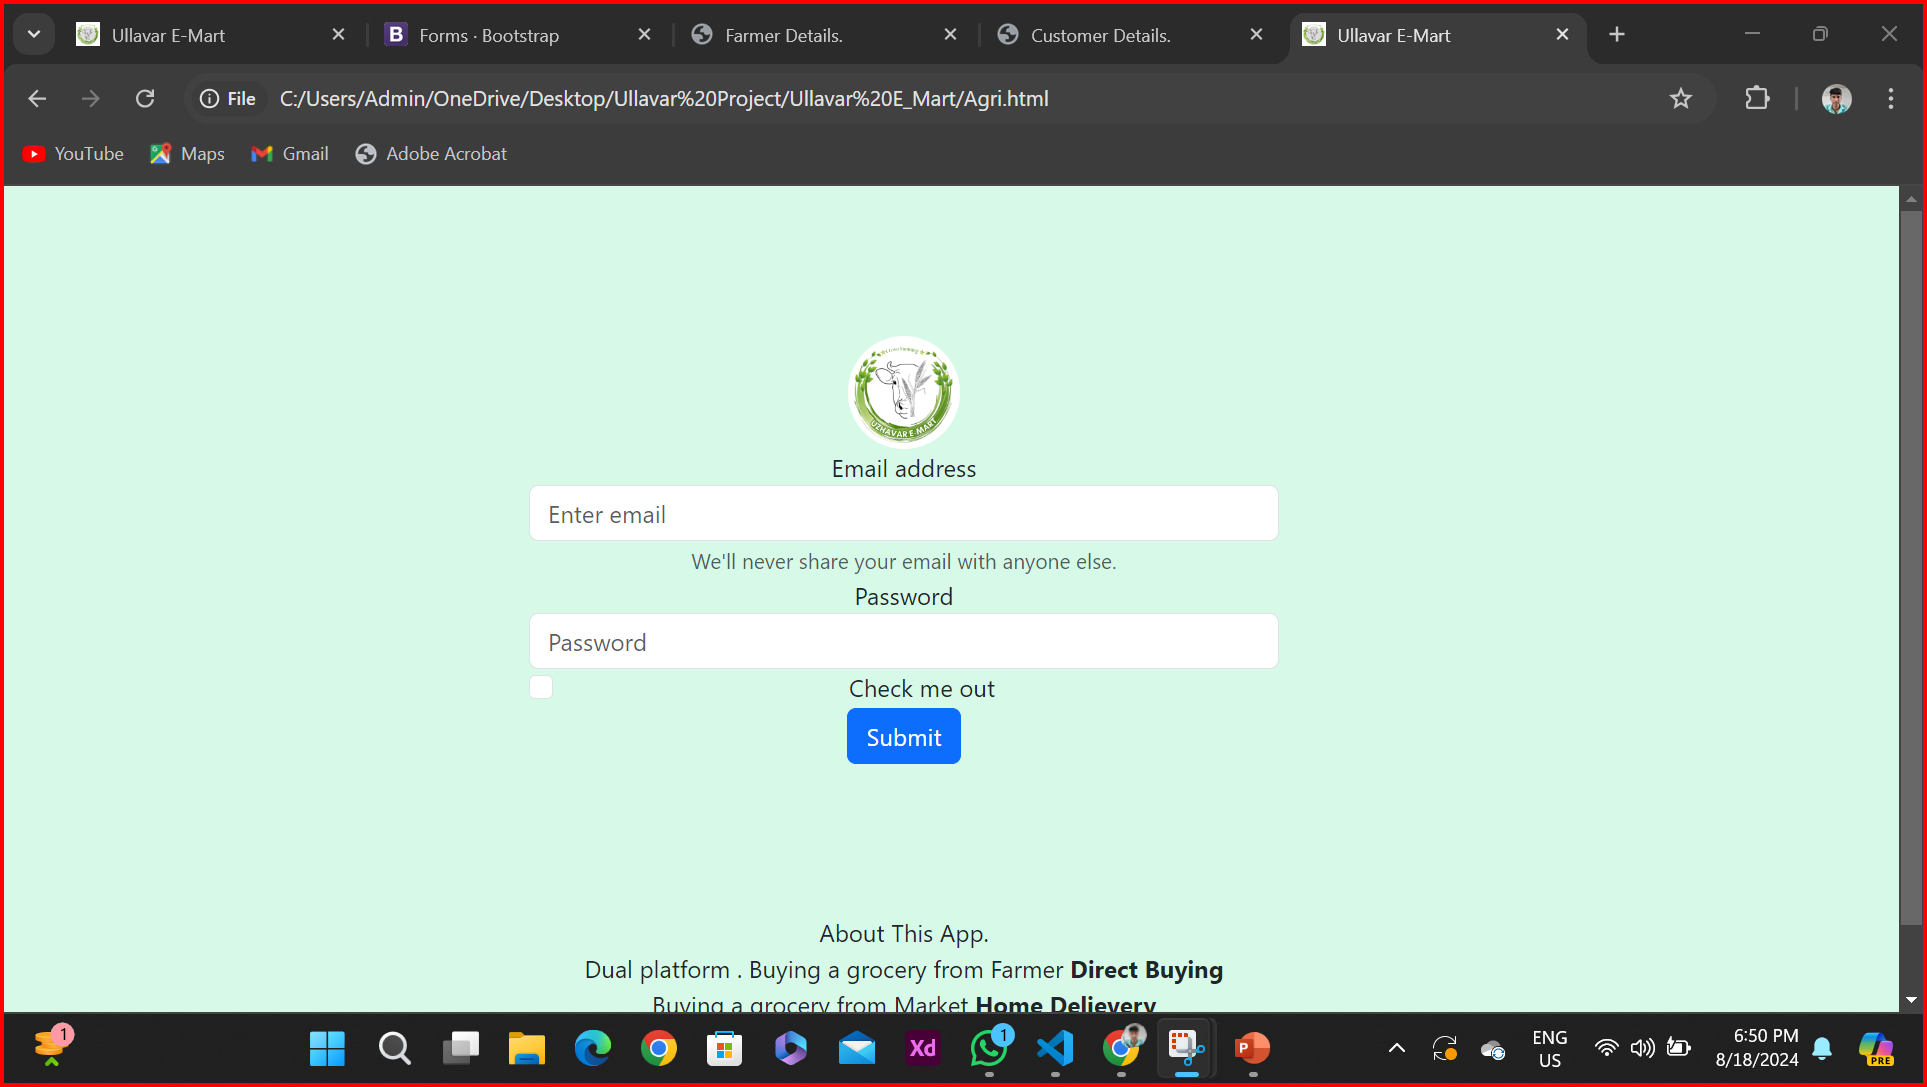 Ullavar E-Mart
Forms · Bootstrap
Farmer Details.
Customer Details.
Ullavar E-Mart
File
C:/Users/Admin/OneDrive/Desktop/Ullavar%20Project/Ullavar%20E_Mart/Agri.html
YouTube
Maps
Gmail
Adobe Acrobat
UZHAVAR E-MART
Email address
Enter email
We'll never share your email with anyone else.
Password
Password
Check me out
Submit
About This App.
Dual platform . Buying a grocery from Farmer Direct Buying
Buying a grocery from Market Home Delievery
1
Xd
1
P
ENG
US
6:50 PM
8/18/2024
PRE